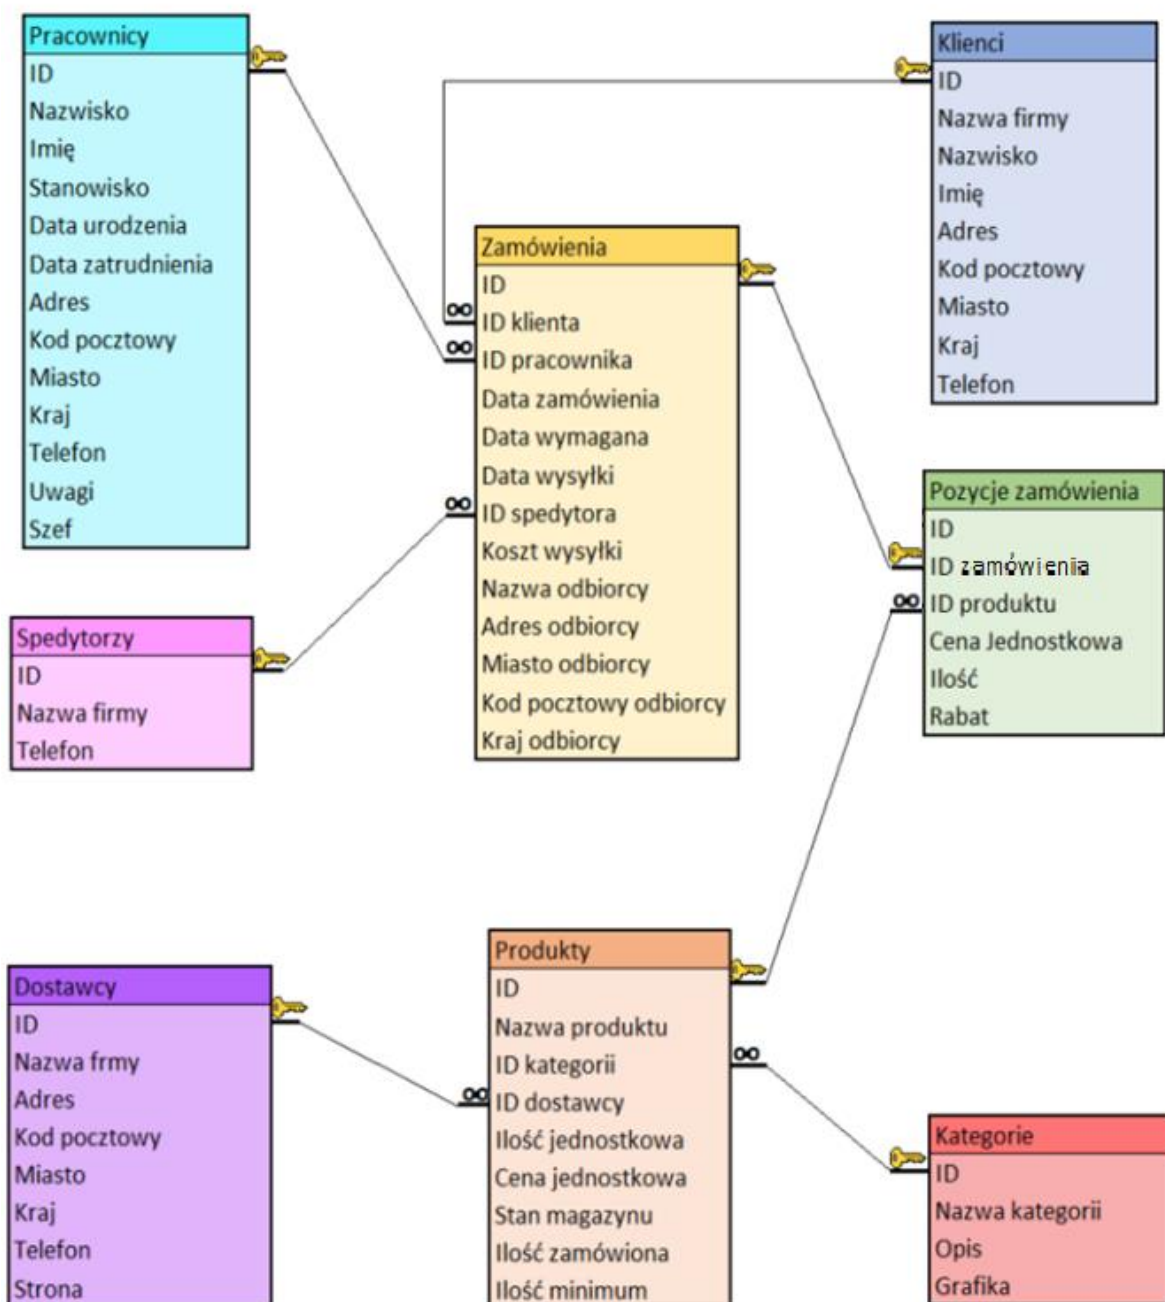 Pracownicy
ID
Nazwisko
Imię
Stanowisko
Data urodzenia
Data zatrudnienia
Adres
Kod pocztowy
Miasto
Kraj
Telefon
Uwagi
Szef
Klienci
ID
Nazwa firmy
Nazwisko
Imię
Adres
Kod pocztowy
Miasto
Kraj
Telefon
Zamówienia
ID
ID klienta
ID pracownika
Data zamówienia
Data wymagana
Data wysyłki
ID spedytora
Koszt wysyłki
Nazwa odbiorcy
Adres odbiorcy
Miasto odbiorcy
Kod pocztowy odbiorcy
Kraj odbiorcy
Pozycje zamówienia
ID
ID zamówienia
ID produktu
Cena Jednostkowa
Ilość
Rabat
Spedytorzy
ID
Nazwa firmy
Telefon
Dostawcy
ID
Nazwa frmy
Adres
Kod pocztowy
Miasto
Kraj
Telefon
Strona
Produkty
ID
Nazwa produktu
ID kategorii
ID dostawcy
Ilość jednostkowa
Cena jednostkowa
Stan magazynu
Ilość zamówiona
Ilość minimum
Kategorie
ID
Nazwa kategorii
Opis
Grafika